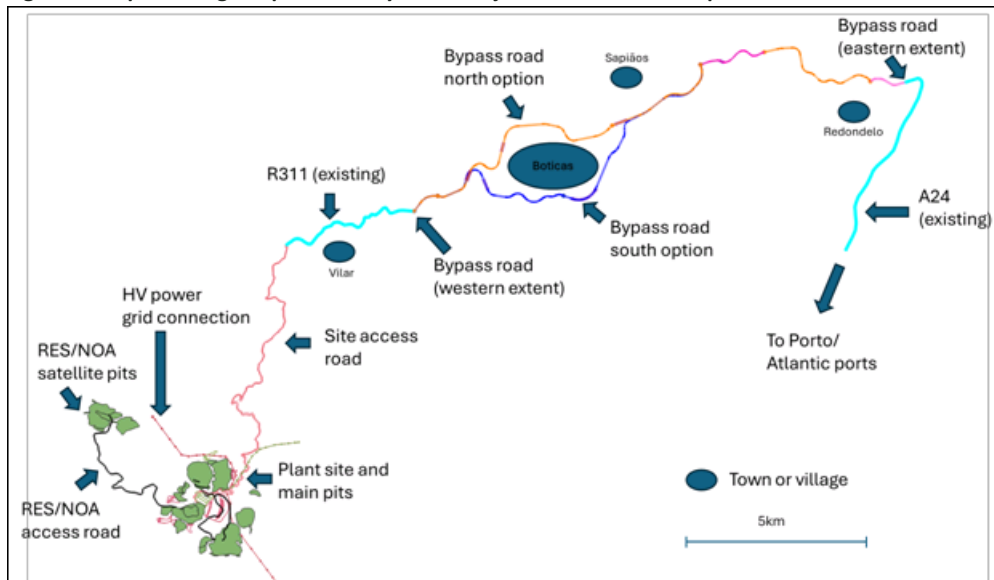 Bypass road
(eastern extent)
Sapiãos
Bypass road
north option
Redondelo
Boticas
R311 (existing)
A24
(existing)
Bypass road
south option
Vilar
Bypass road
(western extent)
HV power
grid connection
Site access
road
To Porto/
Atlantic ports
RES/NOA
satellite pits
Plant site and
main pits
Town or village
RES/NOA
access road
5km